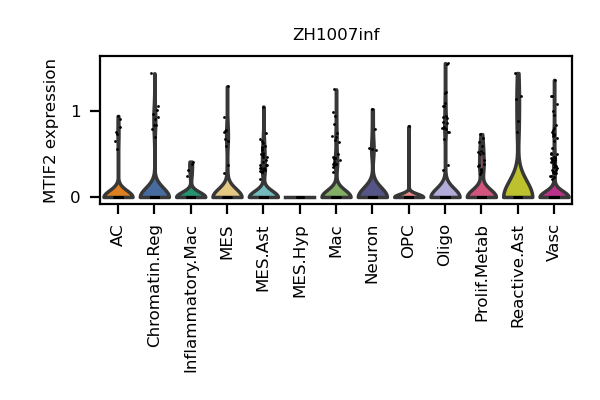 ZH1007inf
MTIF2 expression
1
0
AC
Chromatin.Reg
Inflammatory.Mac
MES
MES.Ast
MES.Hyp
Mac
Neuron
OPC
Oligo
Prolif.Metab
Reactive.Ast
Vasc